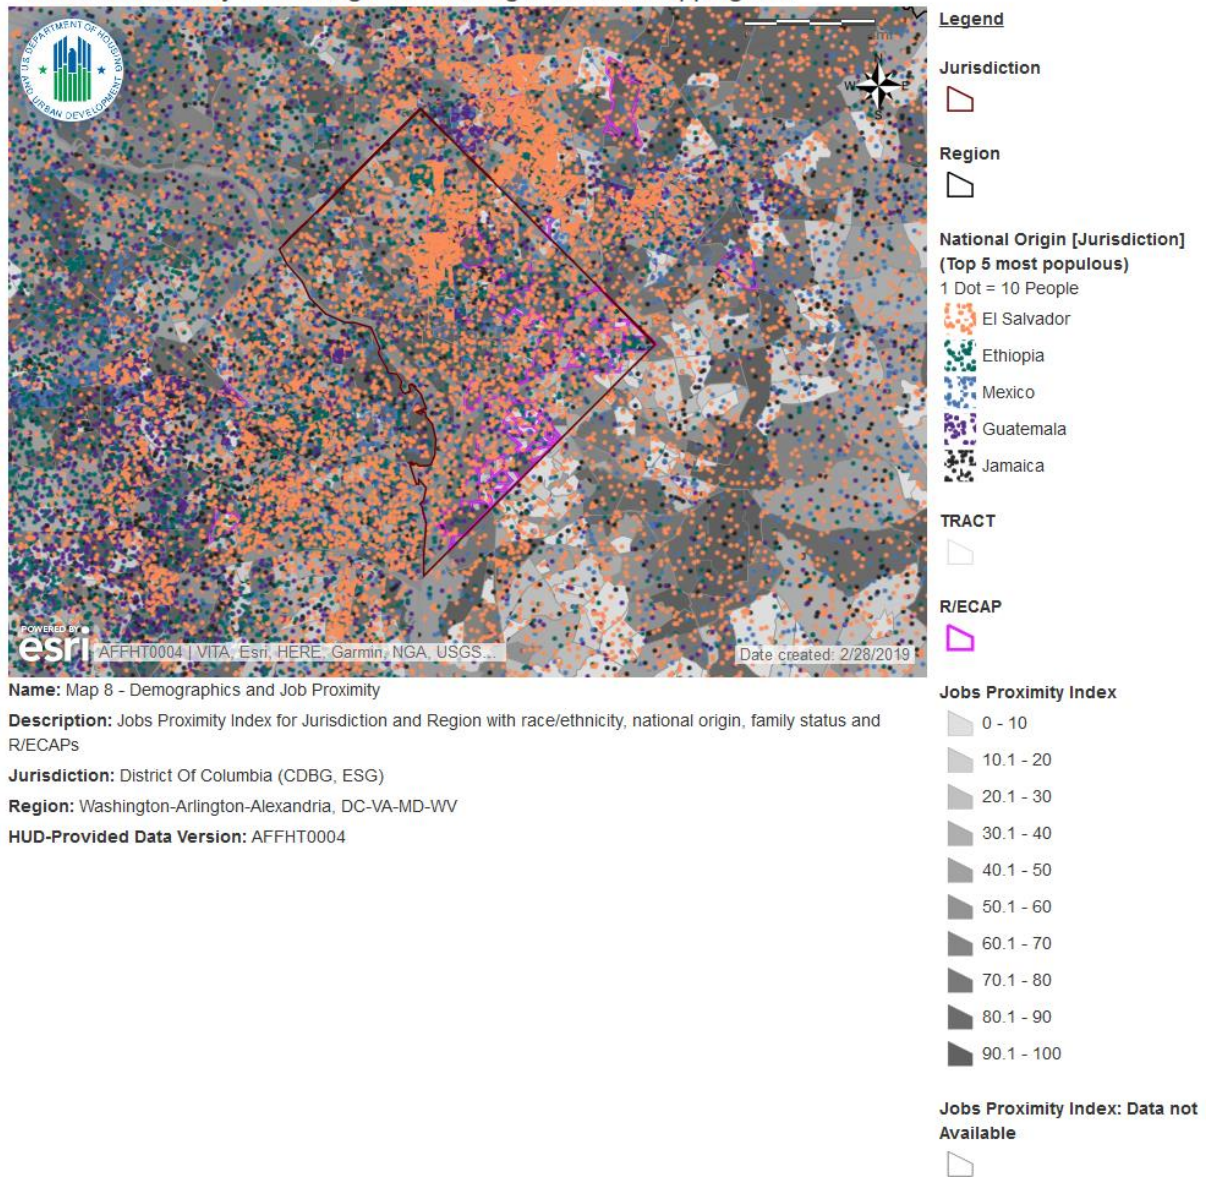 U.S. DEPARTMENT OF HOUSING
AND URBAN DEVELOPMENT
N
W
E
S
POWERED BY
esri
AFFHT0004 | VITA, Esri, HERE, Garmin, NGA, USGS...
Date created: 2/28/2019
Name: Map 8 - Demographics and Job Proximity
Description: Jobs Proximity Index for Jurisdiction and Region with race/ethnicity, national origin, family status and
R/ECAPs
Jurisdiction: District Of Columbia (CDBG, ESG)
Region: Washington-Arlington-Alexandria, DC-VA-MD-WV
HUD-Provided Data Version: AFFHT0004
Legend
Jurisdiction
Region
National Origin [Jurisdiction]
(Top 5 most populous)
1 Dot = 10 People
El Salvador
Ethiopia
Mexico
Guatemala
Jamaica
TRACT
R/ECAP
Jobs Proximity Index
0 - 10
10.1 - 20
20.1 - 30
30.1 - 40
40.1 - 50
50.1 - 60
60.1 - 70
70.1 - 80
80.1 - 90
90.1 - 100
Jobs Proximity Index: Data not
Available